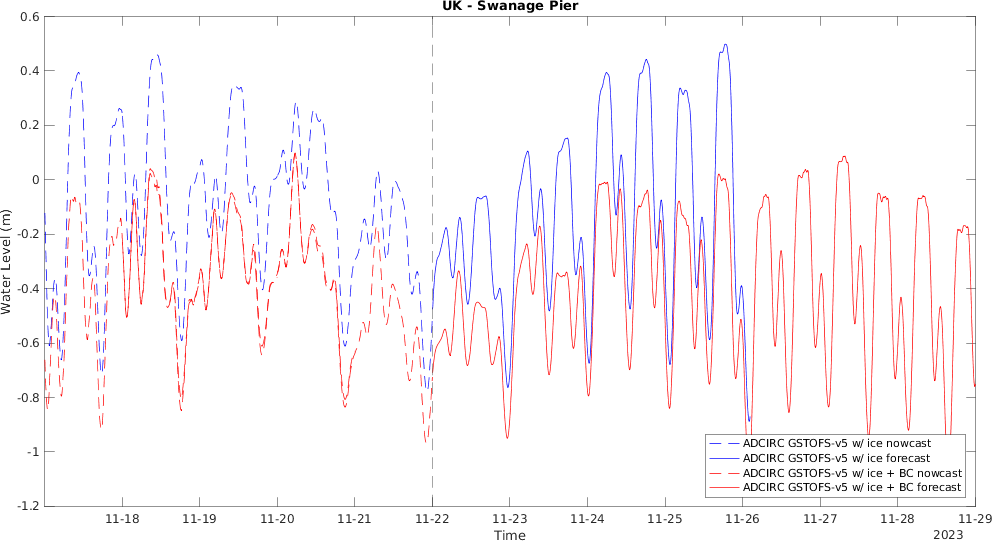 UK - Swanage Pier
Water Level (m)
0.6
0.4
0.2
0
-0.2
-0.4
-0.6
-0.8
-1
-1.2
ADCIRC GSTOFS-v5 w/ ice nowcast
ADCIRC GSTOFS-v5 w/ ice forecast
ADCIRC GSTOFS-v5 w/ ice + BC nowcast
ADCIRC GSTOFS-v5 w/ ice + BC forecast
11-18 11-19 11-20 11-21 11-22 11-23 11-24 11-25 11-26 11-27 11-28 11-29
Time
2023